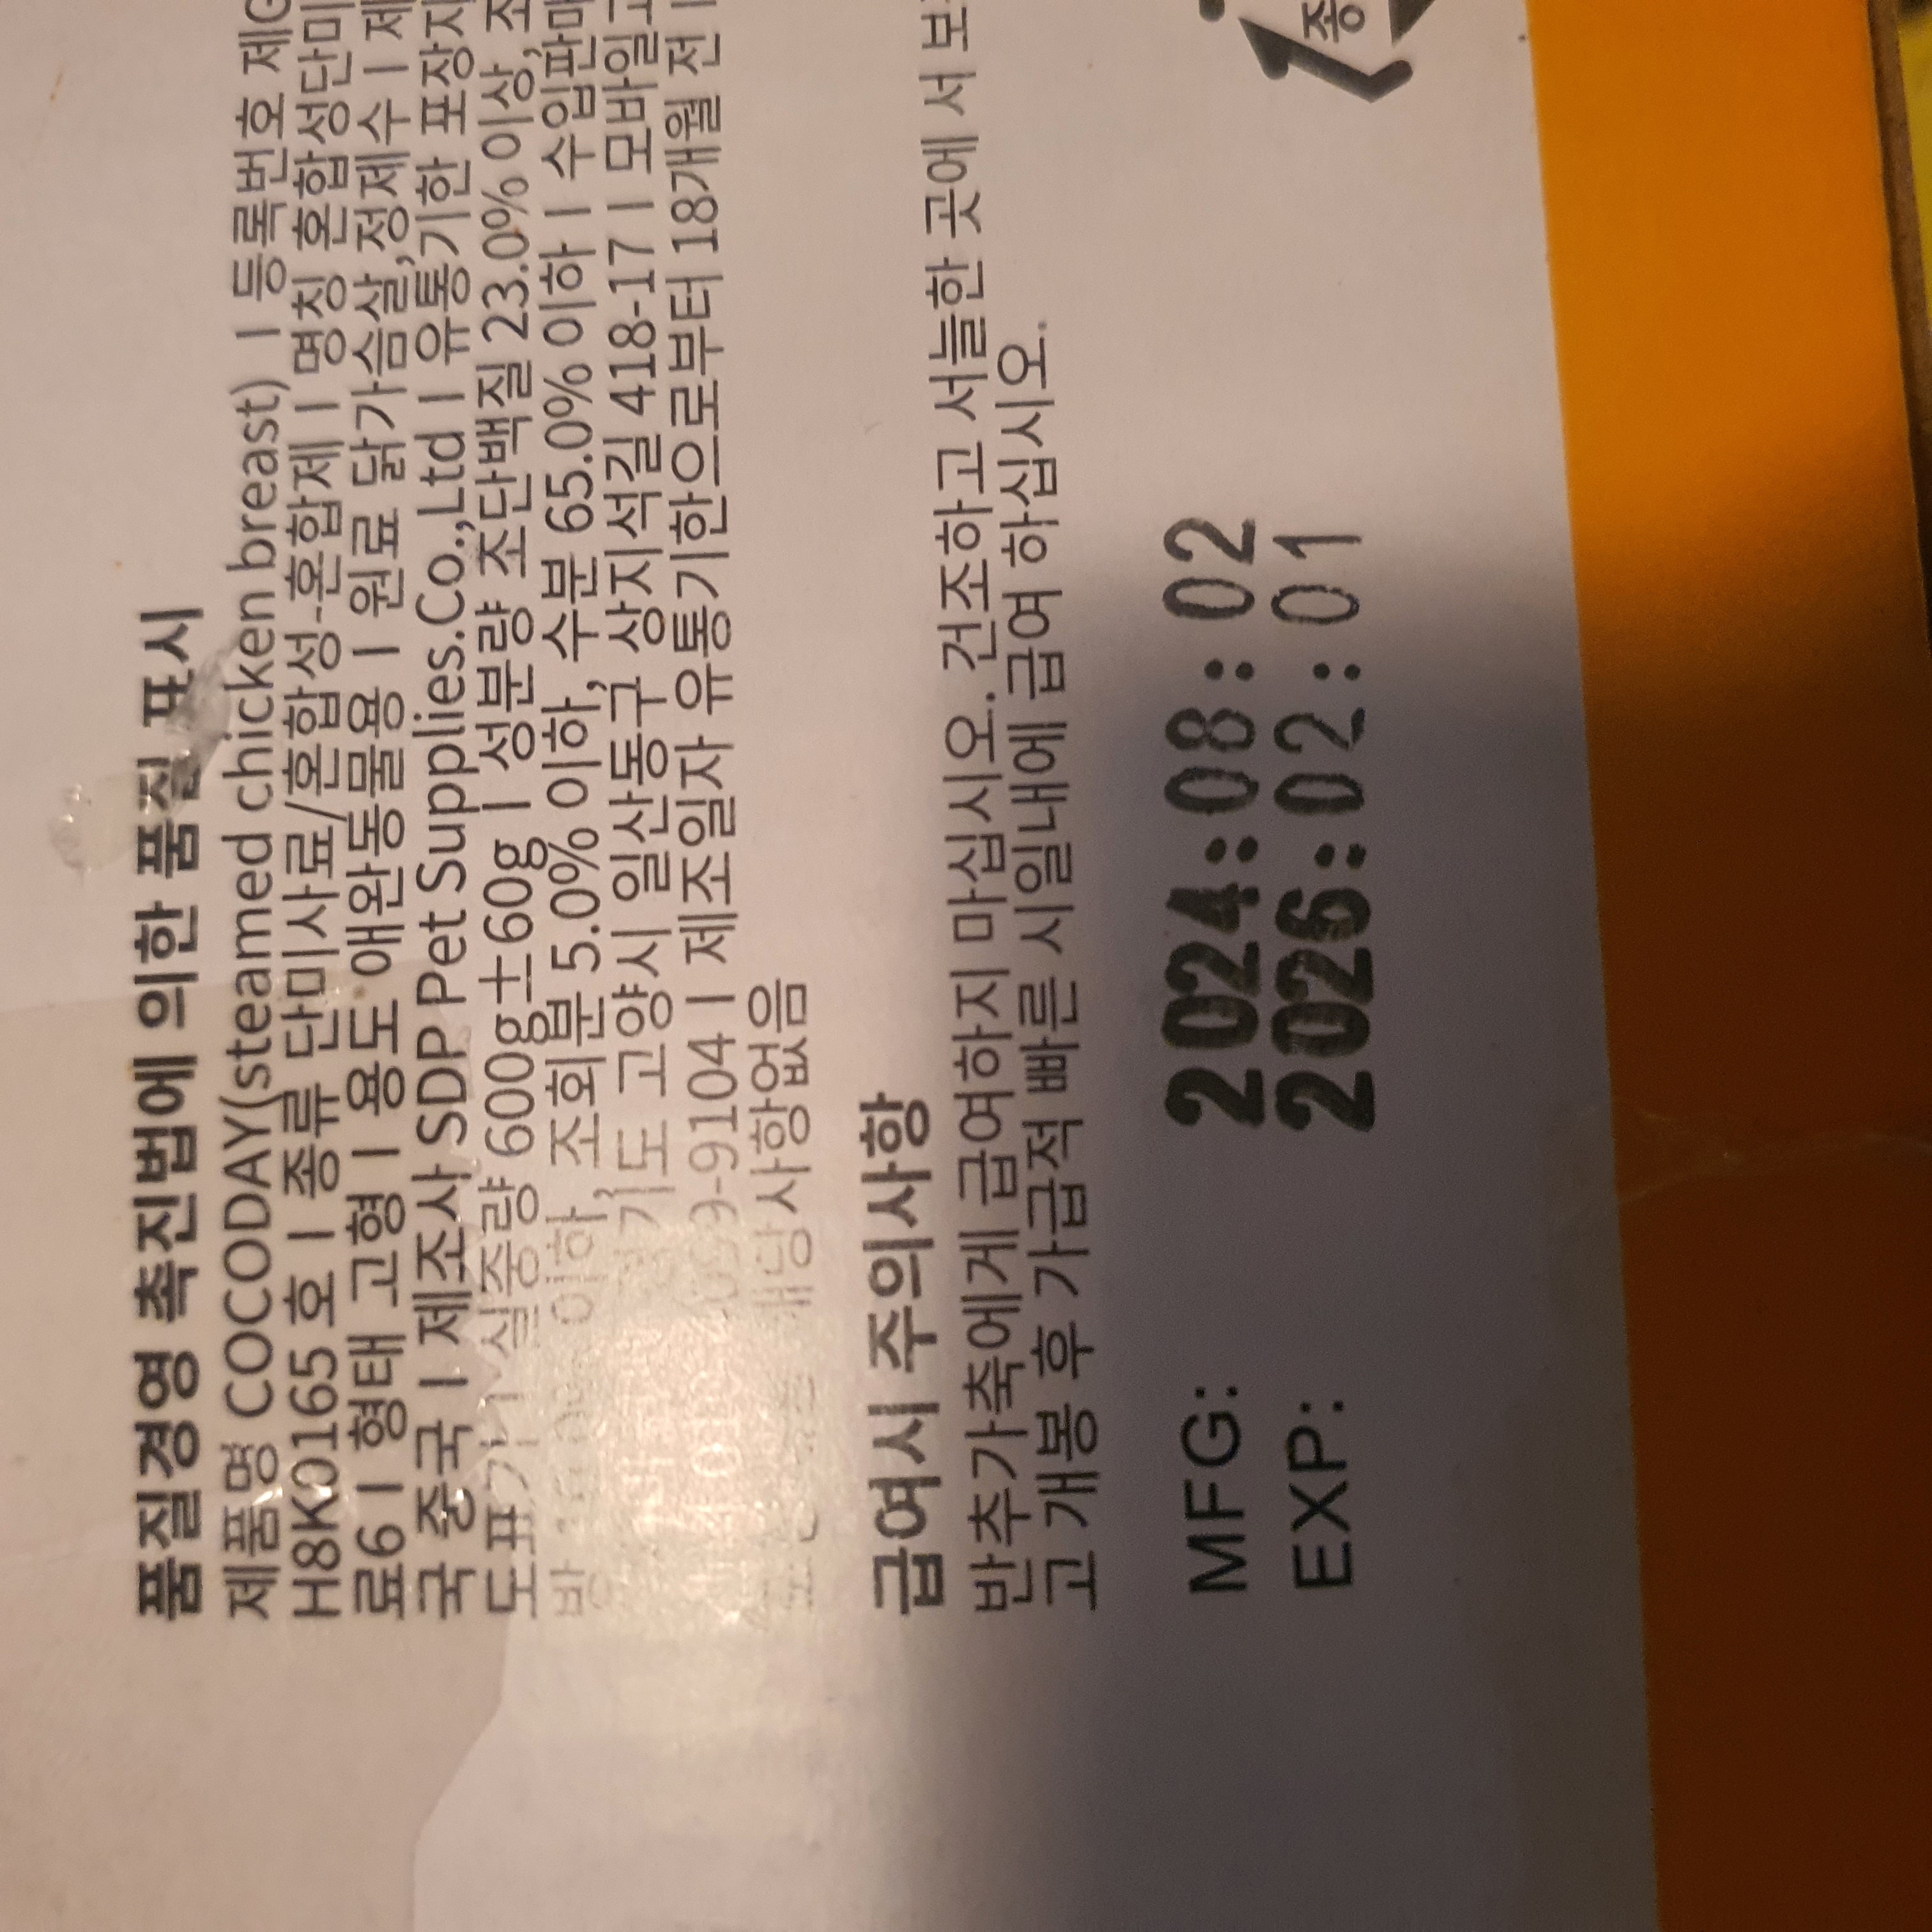 품질경영 촉진법에 의한 품질 표시
제품명 COCODAY(steamed chicken breast) ㅣ 등록번호 제G
H8K0165 호 ㅣ 종류 단미사료/혼합성-혼합제 ㅣ 명칭 혼합성단미
료6 ㅣ 형태 고형 ㅣ 용도 애완동물용 ㅣ 원료 닭가슴살,정제수 ㅣ 제
국 중국 ㅣ 제조사 SDP Pet Supplies.Co.,Ltd ㅣ 유통기한 포장지
도표기 ㅣ 실중량 600g±60g ㅣ 성분량 조단백질 23.0% 이상, 조
이하, 조회분 5.0% 이하, 수분 65.0% 이하 ㅣ 수입판매
기도 고양시 일산동구 상지석길 418-17 ㅣ 모바일고
-9104 ㅣ 제조일자 유통기한으로부터 18개월 전 ㅣ
해당사항없음
급여시 주의사항
반추가축에게 급여하지 마십시오. 건조하고 서늘한 곳에 서 보
고 개봉 후 가급적 빠른 시일내에 급여 하십시오.
MFG: 2024:08:02
EXP: 2026:02:01
종